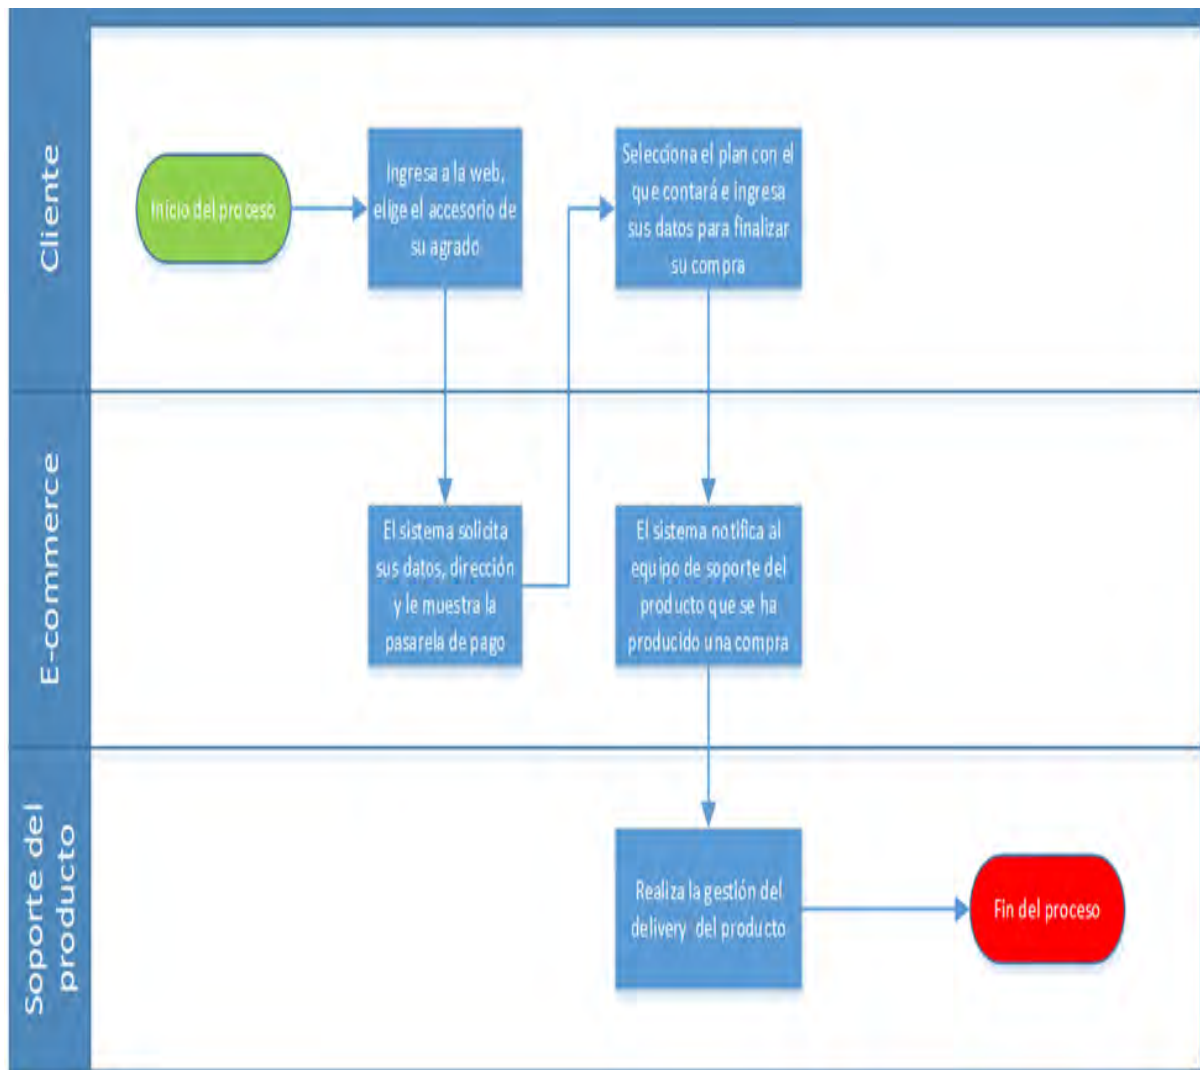 Cliente
Inicio del proceso
Ingresa a la web,
elige el accesorio de
su agrado
Selecciona el plan con el
que contará e ingresa
sus datos para finalizar
su compra
E-commerce
El sistema solicita
sus datos, dirección
y le muestra la
pasarela de pago
El sistema notifica al
equipo de soporte del
producto que se ha
producido una compra
Soporte del
producto
Realiza la gestión del
delivery del producto
Fin del proceso